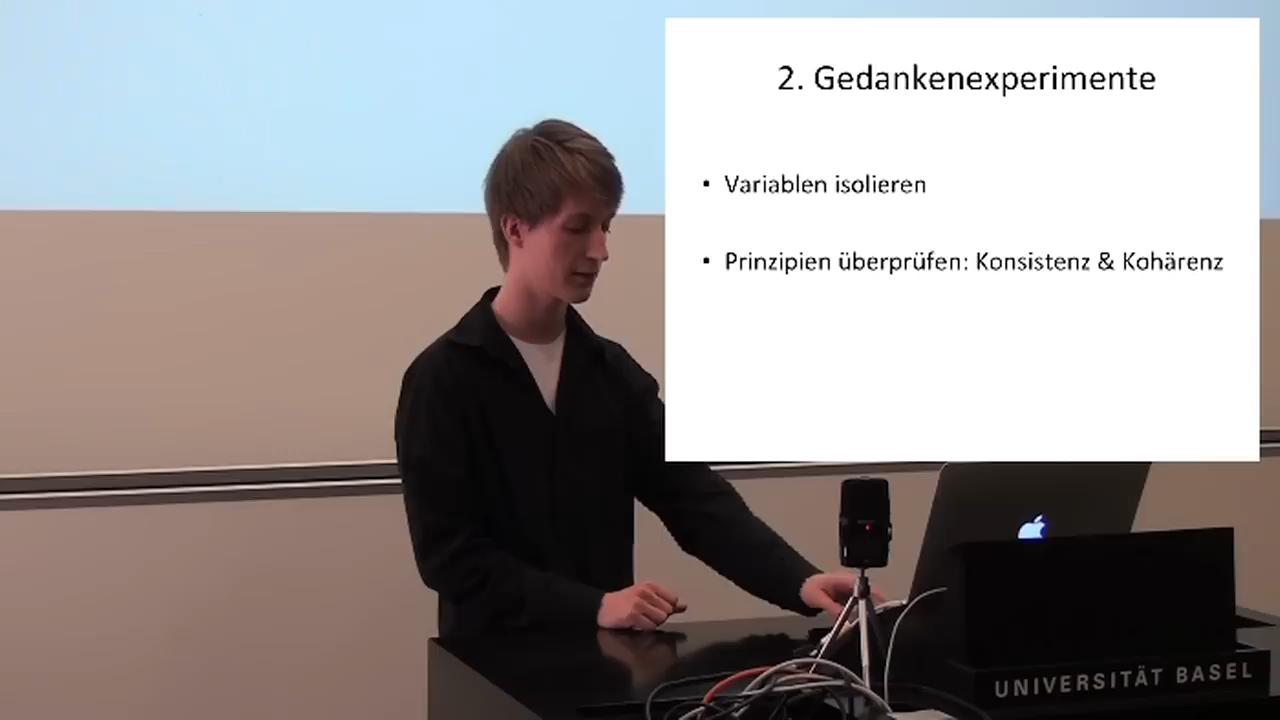 2. Gedankenexperimente
• Variablen isolieren
• Prinzipien überprüfen: Konsistenz & Kohärenz
UNIVERSITÄT BASEL